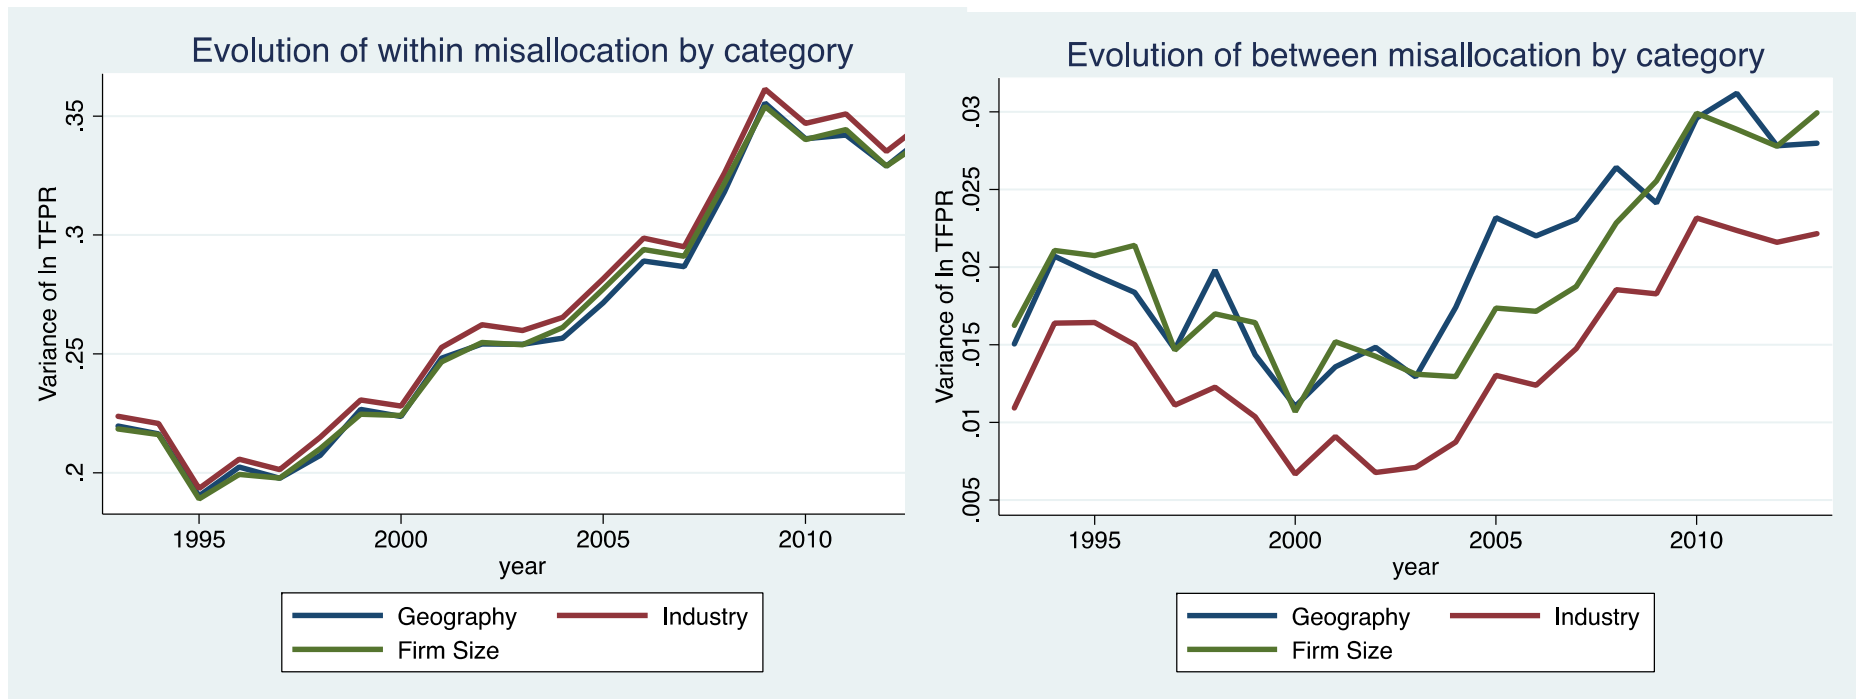 Evolution of within misallocation by category
Variance of ln TFPR
.35
.3
.25
.2
1995 2000 2005 2010
year
Geography Industry
Firm Size
Evolution of between misallocation by category
Variance of ln TFPR
.03
.025
.02
.015
.01
.005
1995 2000 2005 2010
year
Geography Industry
Firm Size